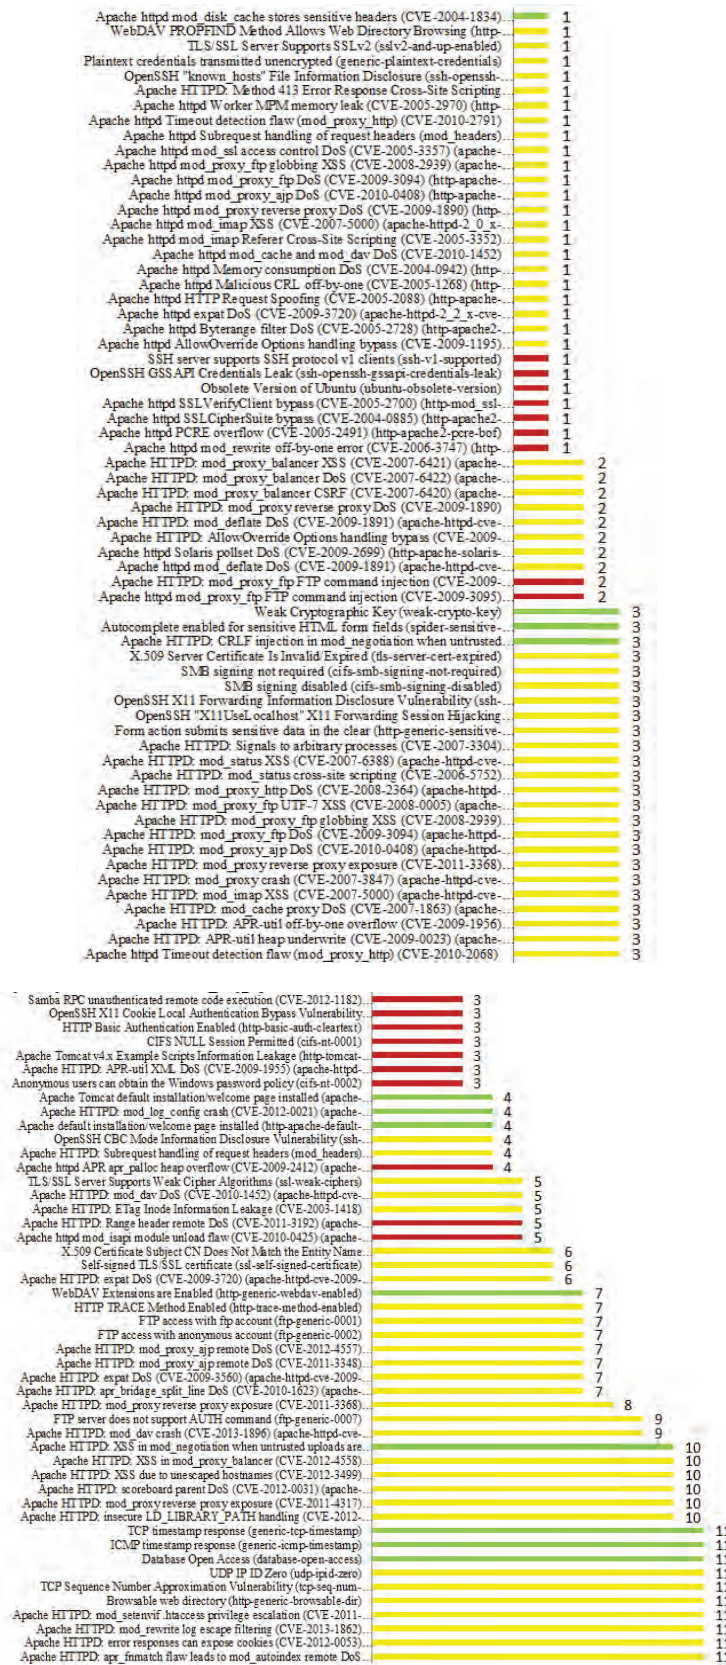 Apache httpd mod_disk_cache stores sensitive headers (CVE-2004-1834)... 1
WebDAV PROPFIND Method Allows Web Directory Browsing (http-... 1
TLS/SSL Server Supports SSLv2 (sslv2-and-up-enabled) 1
Plaintext credentials transmitted unencrypted (generic-plaintext-credentials) 1
OpenSSH "known_hosts" File Information Disclosure (ssh-openssh-... 1
Apache HTTPD: Method 413 Error Response Cross-Site Scripting... 1
Apache httpd Worker MPM memory leak (CVE-2005-2970) (http-... 1
Apache httpd Timeout detection flaw (mod_proxy_http) (CVE-2010-2791) 1
Apache httpd Subrequest handling of request headers (mod_headers)... 1
Apache httpd mod_ssl access control DoS (CVE-2005-3357) (apache-... 1
Apache httpd mod_proxy_ftp globbing XSS (CVE-2008-2939) (apache-... 1
Apache httpd mod_proxy_ftp DoS (CVE-2009-3094) (http-apache-... 1
Apache httpd mod_proxy_ajp DoS (CVE-2010-0408) (http-apache-... 1
Apache httpd mod_proxy reverse proxy DoS (CVE-2009-1890) (http-... 1
Apache httpd mod_imap XSS (CVE-2007-5000) (apache-httpd-2_0_x-... 1
Apache httpd mod_imap Referer Cross-Site Scripting (CVE-2005-3352)... 1
Apache httpd mod_cache and mod_dav DoS (CVE-2010-1452) 1
Apache httpd Memory consumption DoS (CVE-2004-0942) (http-... 1
Apache httpd Malicious CRL off-by-one (CVE-2005-1268) (http-... 1
Apache httpd HTTP Request Spoofing (CVE-2005-2088) (http-apache-... 1
Apache httpd expat DoS (CVE-2009-3720) (apache-httpd-2_2_x-cve-... 1
Apache httpd Byterange filter DoS (CVE-2005-2728) (http-apache2-... 1
Apache httpd AllowOverride Options handling bypass (CVE-2009-1195)... 1
SSH server supports SSH protocol v1 clients (ssh-v1-supported) 1
OpenSSH GSSAPI Credentials Leak (ssh-openssh-gssapi-credentials-leak) 1
Obsolete Version of Ubuntu (ubuntu-obsolete-version) 1
Apache httpd SSLVerifyClient bypass (CVE-2005-2700) (http-mod_ssl-... 1
Apache httpd SSLCipherSuite bypass (CVE-2004-0885) (http-apache2-... 1
Apache httpd PCRE overflow (CVE-2005-2491) (http-apache2-pcre-bof) 1
Apache httpd mod_rewrite off-by-one error (CVE-2006-3747) (http-... 1
Apache HTTPD: mod_proxy_balancer XSS (CVE-2007-6421) (apache-... 2
Apache HTTPD: mod_proxy_balancer DoS (CVE-2007-6422) (apache-... 2
Apache HTTPD: mod_proxy_balancer CSRF (CVE-2007-6420) (apache-... 2
Apache HTTPD: mod_proxy reverse proxy DoS (CVE-2009-1890) 2
Apache HTTPD: mod_deflate DoS (CVE-2009-1891) (apache-httpd-cve-... 2
Apache HTTPD: AllowOverride Options handling bypass (CVE-2009-... 2
Apache httpd Solaris pollset DoS (CVE-2009-2699) (http-apache-solaris-... 2
Apache httpd mod_deflate DoS (CVE-2009-1891) (apache-httpd-cve-... 2
Apache HTTPD: mod_proxy_ftp FTP command injection (CVE-2009-... 2
Apache httpd mod_proxy_ftp FTP command injection (CVE-2009-3095)... 2
Weak Cryptographic Key (weak-crypto-key) 3
Autocomplete enabled for sensitive HTML form fields (spider-sensitive-... 3
Apache HTTPD: CRLF injection in mod_negotiation when untrusted... 3
X.509 Server Certificate Is Invalid/Expired (tls-server-cert-expired) 3
SMB signing not required (cifs-smb-signing-not-required) 3
SMB signing disabled (cifs-smb-signing-disabled) 3
OpenSSH X11 Forwarding Information Disclosure Vulnerability (ssh-... 3
OpenSSH "X11UseLocalhost" X11 Forwarding Session Hijacking... 3
Form action submits sensitive data in the clear (http-generic-sensitive-... 3
Apache HTTPD: Signals to arbitrary processes (CVE-2007-3304)... 3
Apache HTTPD: mod_status XSS (CVE-2007-6388) (apache-httpd-cve-... 3
Apache HTTPD: mod_status cross-site scripting (CVE-2006-5752)... 3
Apache HTTPD: mod_proxy_http DoS (CVE-2008-2364) (apache-httpd-... 3
Apache HTTPD: mod_proxy_ftp UTF-7 XSS (CVE-2008-0005) (apache-... 3
Apache HTTPD: mod_proxy_ftp globbing XSS (CVE-2008-2939)... 3
Apache HTTPD: mod_proxy_ftp DoS (CVE-2009-3094) (apache-httpd-... 3
Apache HTTPD: mod_proxy_ajp DoS (CVE-2010-0408) (apache-httpd-... 3
Apache HTTPD: mod_proxy reverse proxy exposure (CVE-2011-3368)... 3
Apache HTTPD: mod_proxy crash (CVE-2007-3847) (apache-httpd-cve-... 3
Apache HTTPD: mod_imap XSS (CVE-2007-5000) (apache-httpd-cve-... 3
Apache HTTPD: mod_cache proxy DoS (CVE-2007-1863) (apache-... 3
Apache HTTPD: APR-util off-by-one overflow (CVE-2009-1956)... 3
Apache HTTPD: APR-util heap underwrite (CVE-2009-0023) (apache-... 3
Apache httpd Timeout detection flaw (mod_proxy_http) (CVE-2010-2068)... 3
Samba RPC unauthenticated remote code execution (CVE-2012-1182)... 3
OpenSSH X11 Cookie Local Authentication Bypass Vulnerability... 3
HTTP Basic Authentication Enabled (http-basic-auth-cleartext) 3
CIFS NULL Session Permitted (cifs-nt-0001) 3
Apache Tomcat v4.x Example Scripts Information Leakage (http-tomcat-... 3
Apache HTTPD: APR-util XML DoS (CVE-2009-1955) (apache-httpd-... 3
Anonymous users can obtain the Windows password policy (cifs-nt-0002) 3
Apache Tomcat default installation/welcome page installed (apache-... 4
Apache HTTPD: mod_log_config crash (CVE-2012-0021) (apache-... 4
Apache default installation/welcome page installed (http-apache-default-... 4
OpenSSH CBC Mode Information Disclosure Vulnerability (ssh-... 4
Apache HTTPD: Subrequest handling of request headers (mod_headers)... 4
Apache httpd APR apr_palloc heap overflow (CVE-2009-2412) (apache-... 4
TLS/SSL Server Supports Weak Cipher Algorithms (ssl-weak-ciphers) 5
Apache HTTPD: mod_dav DoS (CVE-2010-1452) (apache-httpd-cve-... 5
Apache HTTPD: ETag Inode Information Leakage (CVE-2003-1418)... 5
Apache HTTPD: Range header remote DoS (CVE-2011-3192) (apache-... 5
Apache httpd mod_isapi module unload flaw (CVE-2010-0425) (apache-... 5
X.509 Certificate Subject CN Does Not Match the Entity Name... 6
Self-signed TLS/SSL certificate (ssl-self-signed-certificate) 6
Apache HTTPD: expat DoS (CVE-2009-3720) (apache-httpd-cve-2009-... 6
WebDAV Extensions are Enabled (http-generic-webdav-enabled) 7
HTTP TRACE Method Enabled (http-trace-method-enabled) 7
FTP access with ftp account (ftp-generic-0001) 7
FTP access with anonymous account (ftp-generic-0002) 7
Apache HTTPD: mod_proxy_ajp remote DoS (CVE-2012-4557)... 7
Apache HTTPD: mod_proxy_ajp remote DoS (CVE-2011-3348)... 7
Apache HTTPD: expat DoS (CVE-2009-3560) (apache-httpd-cve-2009-... 7
Apache HTTPD: apr_bridage_split_line DoS (CVE-2010-1623) (apache-... 7
Apache HTTPD: mod_proxy reverse proxy exposure (CVE-2011-3368)... 8
FTP server does not support AUTH command (ftp-generic-0007) 9
Apache HTTPD: mod_dav crash (CVE-2013-1896) (apache-httpd-cve-... 9
Apache HTTPD: XSS in mod_negotiation when untrusted uploads are... 10
Apache HTTPD: XSS in mod_proxy_balancer (CVE-2012-4558)... 10
Apache HTTPD: XSS due to unescaped hostnames (CVE-2012-3499)... 10
Apache HTTPD: scoreboard parent DoS (CVE-2012-0031) (apache-... 10
Apache HTTPD: mod_proxy reverse proxy exposure (CVE-2011-4317)... 10
Apache HTTPD: insecure LD_LIBRARY_PATH handling (CVE-2012-... 10
TCP timestamp response (generic-tcp-timestamp) 11
ICMP timestamp response (generic-icmp-timestamp) 11
Database Open Access (database-open-access) 11
UDP IP ID Zero (udp-ipid-zero) 11
TCP Sequence Number Approximation Vulnerability (tcp-seq-num-... 11
Browsable web directory (http-generic-browsable-dir) 11
Apache HTTPD: mod_setenvif .htaccess privilege escalation (CVE-2011-... 11
Apache HTTPD: mod_rewrite log escape filtering (CVE-2013-1862)... 11
Apache HTTPD: error responses can expose cookies (CVE-2012-0053)... 11
Apache HTTPD: apr_fnmatch flaw leads to mod_autoindex remote DoS... 11